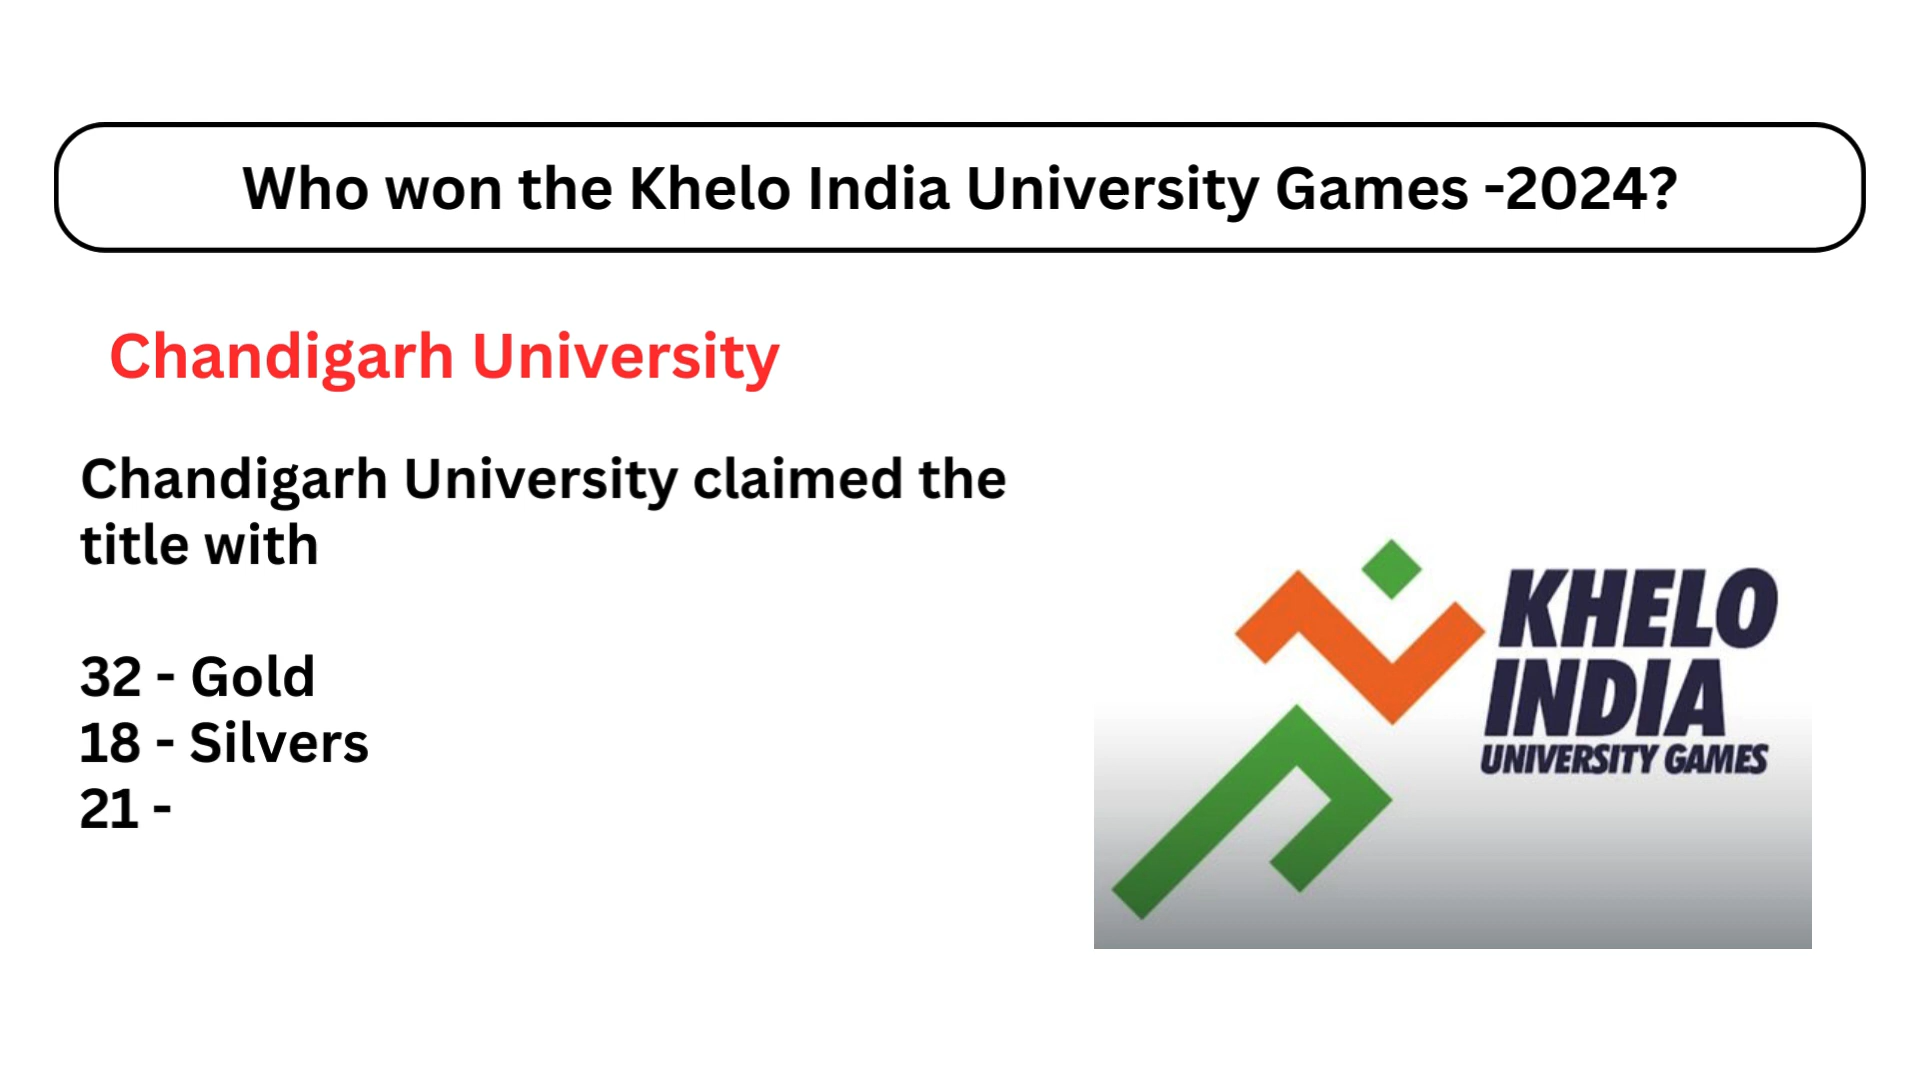 Who won the Khelo India University Games -2024?
Chandigarh University
Chandigarh University claimed the
title with
32 - Gold
18 - Silvers
21 -
KHELO
INDIA
UNIVERSITY GAMES